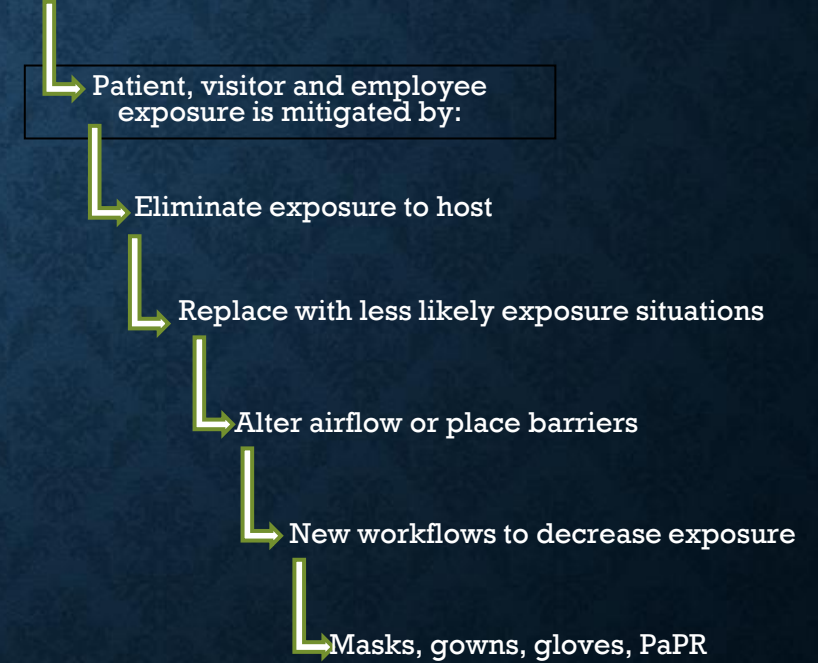 Patient, visitor and employee
exposure is mitigated by:
Eliminate exposure to host
Replace with less likely exposure situations
Alter airflow or place barriers
New workflows to decrease exposure
Masks, gowns, gloves, PaPR